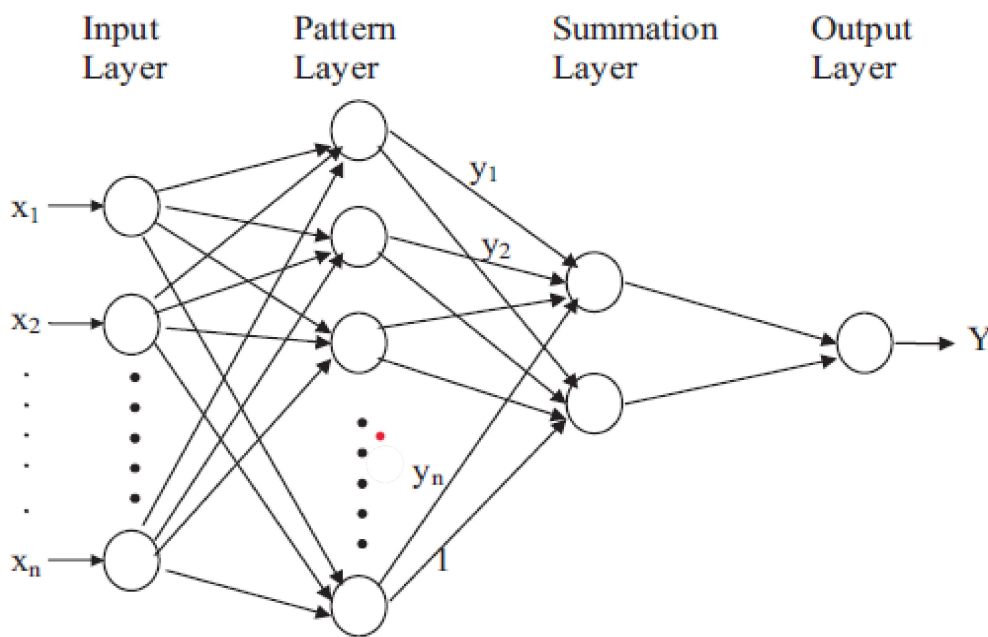 Input Layer
Pattern Layer
Summation Layer
Output Layer
x₁
y₁
y₂
x₂
Y
yₙ
1
xₙ